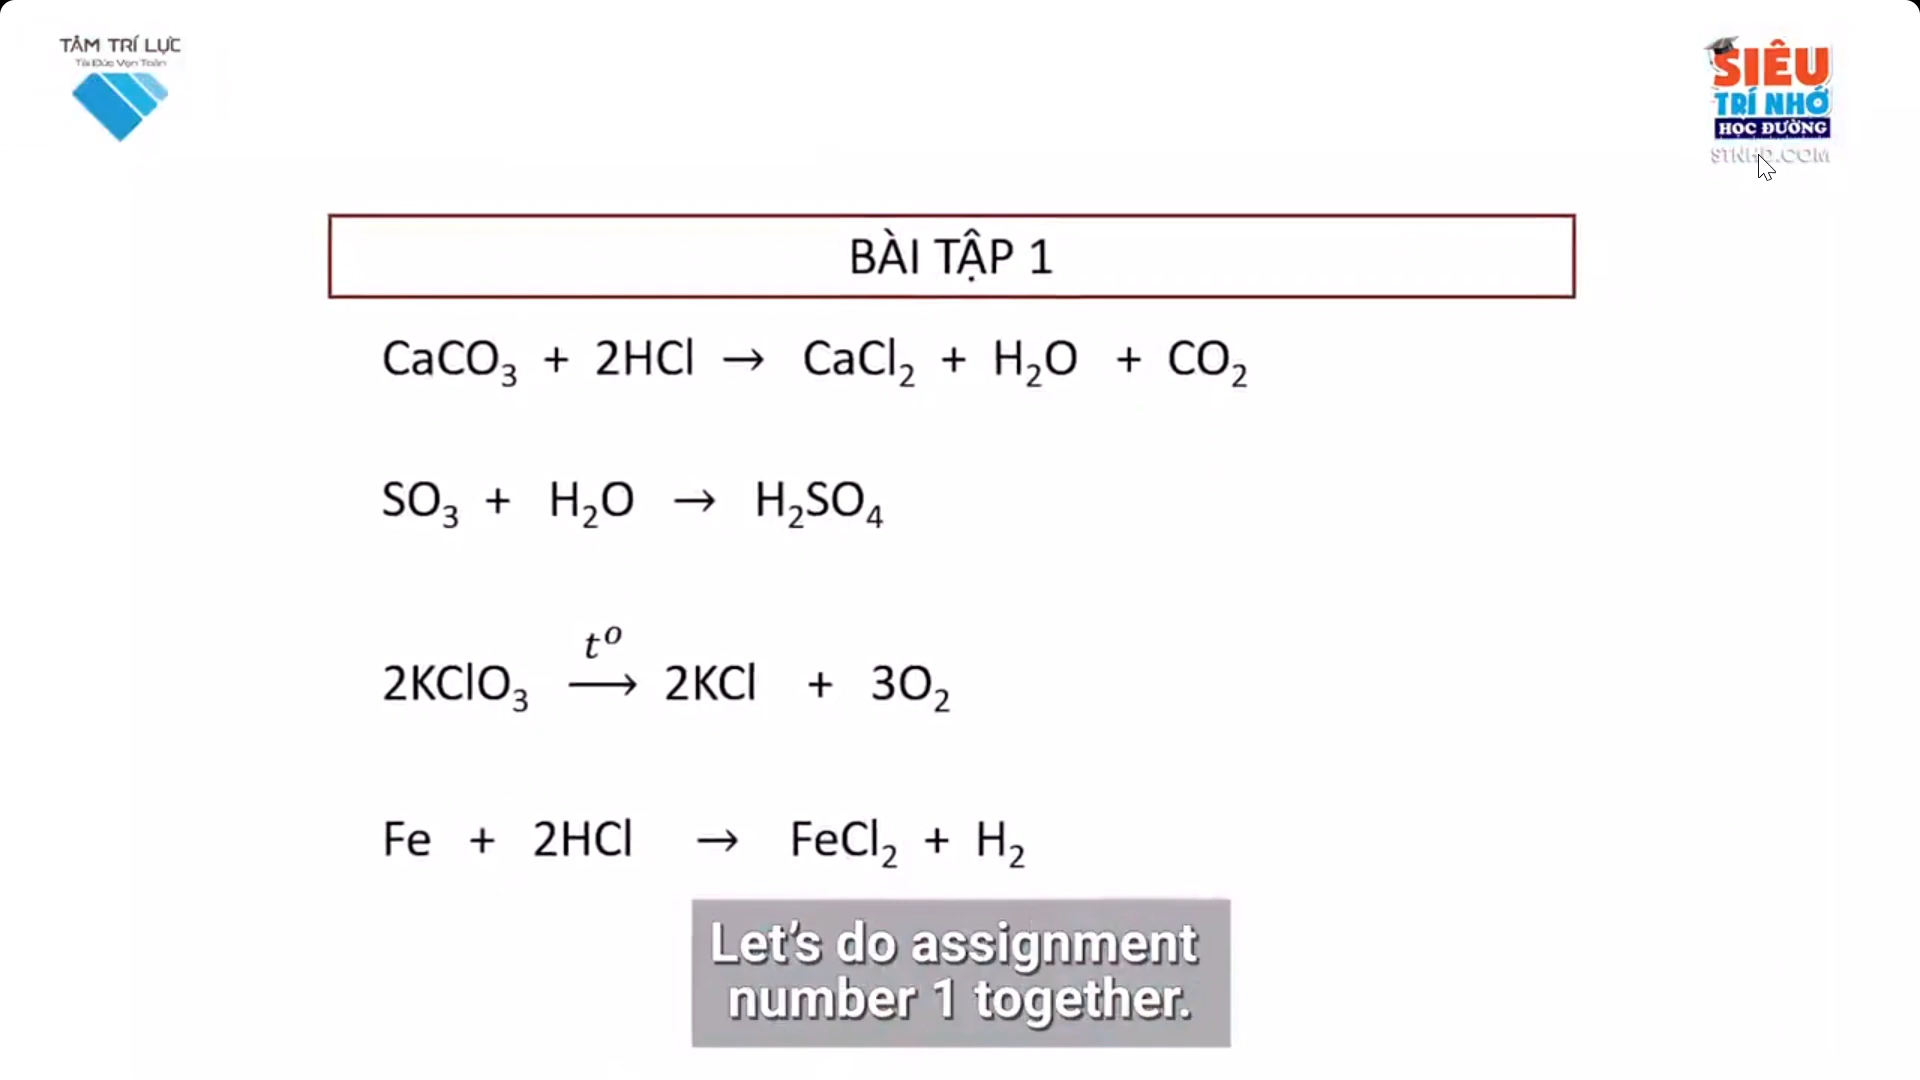 TÂM TRÍ LỰC
Tài Đức Vẹn Toàn
SIÊU
TRÍ NHỚ
HỌC ĐƯỜNG
STNHD.COM
BÀI TẬP 1
CaCO₃ + 2HCl → CaCl₂ + H₂O + CO₂
SO₃ + H₂O → H₂SO₄
t⁰
2KClO₃ ⟶ 2KCl + 3O₂
Fe + 2HCl → FeCl₂ + H₂
Let's do assignment
number 1 together.